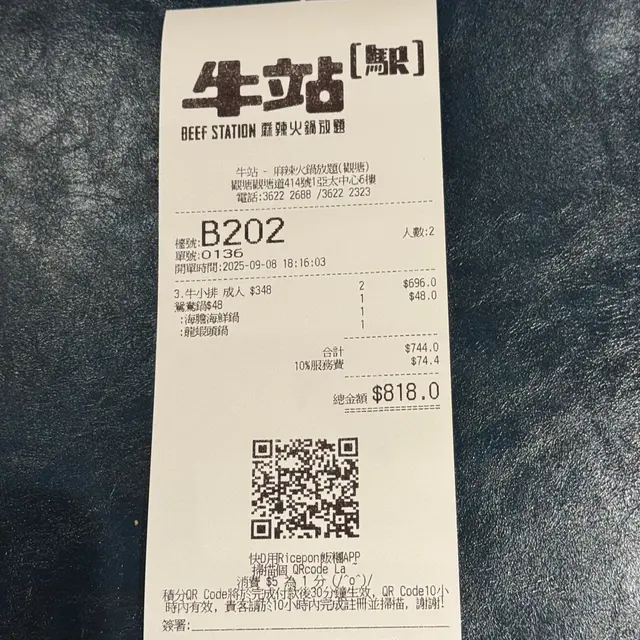 牛站[馬尺]
BEEF STATION 麻辣火鍋放題
牛站 - 麻辣火鍋放題(觀塘)
觀塘觀塘道414號1亞太中心6樓
電話:3622 2688 /3622 2323
檯號:B202 人數:2
單號:0136
開單時間:2025-09-08 18:16:03
3.牛小排 成人 $348 2 $696.0
鴛鴦鍋$48 1 $48.0
:海膽海鮮鍋 1
:龍蝦頭鍋 1
合計 $744.0
10%服務費 $74.4
總金額 $818.0
快D用Ricepon飯糰APP
掃描個 QRcode La ~
消費 $5 為 1 分 (/^o^)/
積分QR Code將於完成付款後30分鐘生效, QR Code10小
時內有效, 貴客請於10小時內完成註冊並掃描, 謝謝!
簽署: